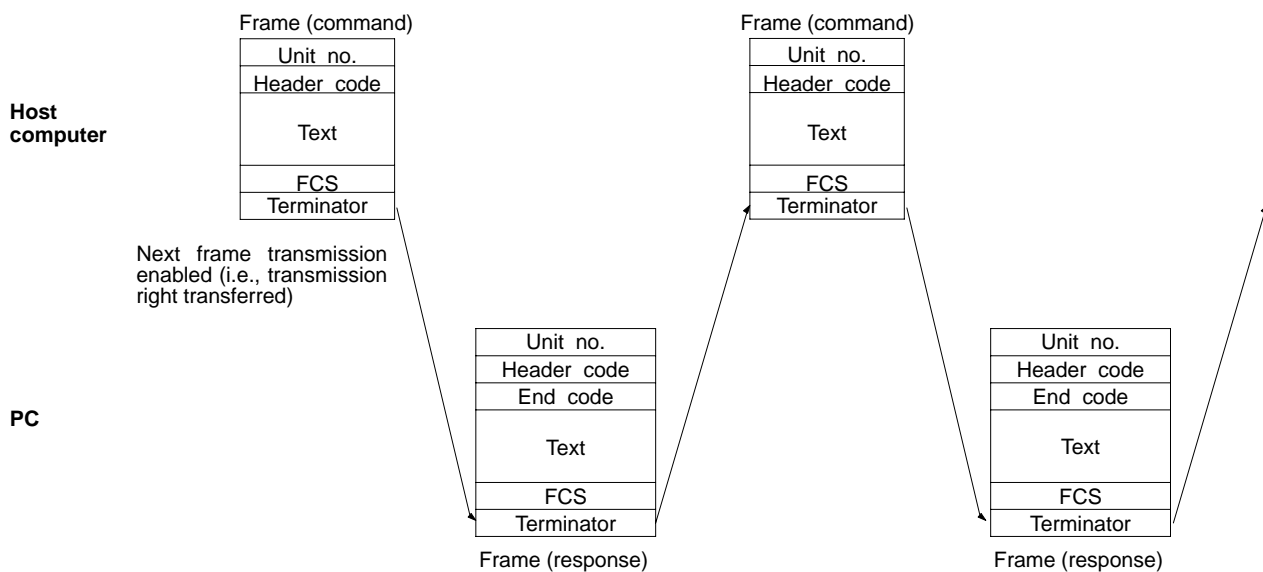 Frame (command)
Unit no.
Header code
Text
FCS
Terminator
Frame (command)
Unit no.
Header code
Text
FCS
Terminator
Host
computer
Next frame transmission
enabled (i.e., transmission
right transferred)
PC
Unit no.
Header code
End code
Text
FCS
Terminator
Frame (response)
Unit no.
Header code
End code
Text
FCS
Terminator
Frame (response)